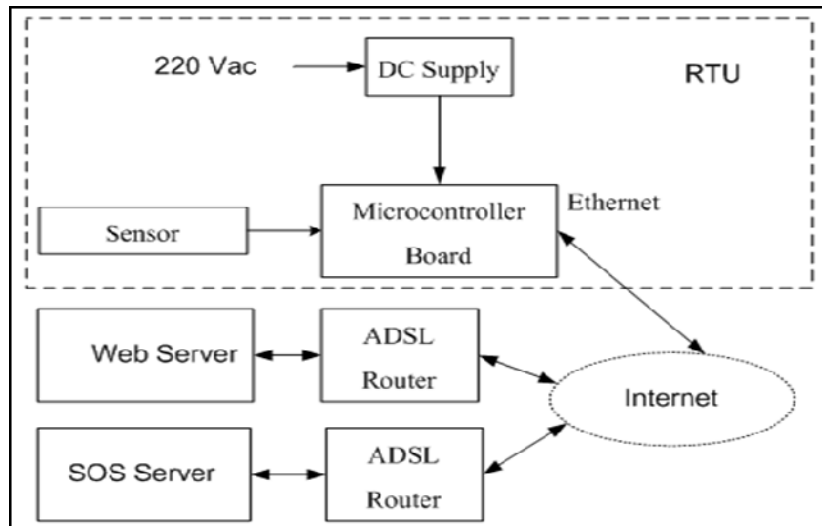 220 Vac
DC Supply
RTU
Sensor
Microcontroller
Board
Ethernet
Web Server
ADSL
Router
Internet
SOS Server
ADSL
Router